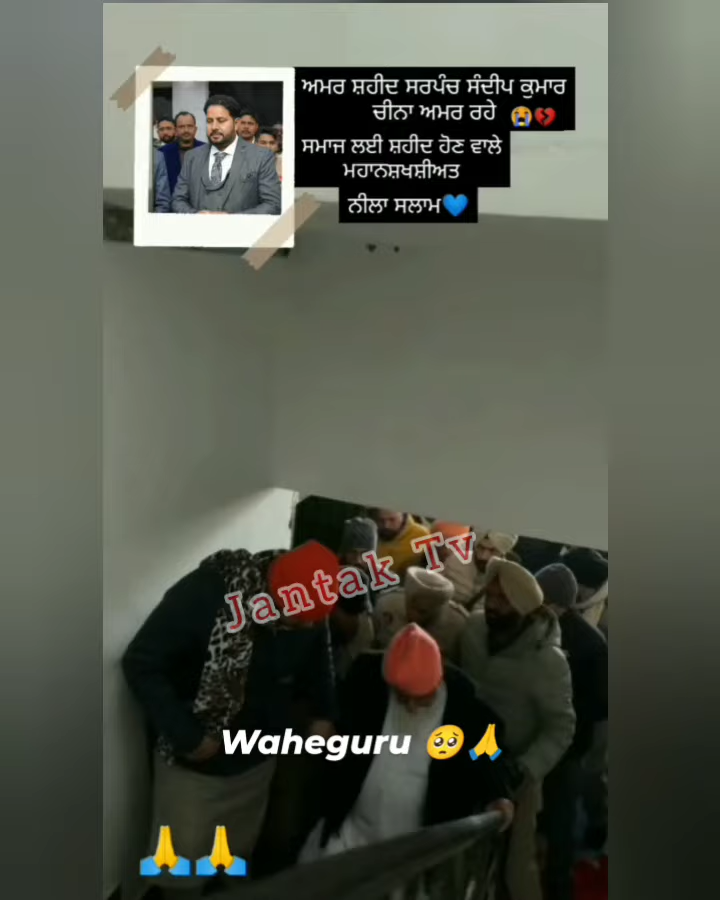 ਅਮਰ ਸ਼ਹੀਦ ਸਰਪੰਚ ਸੰਦੀਪ ਕੁਮਾਰ
ਚੀਨਾ ਅਮਰ ਰਹੇ 😭💔
ਸਮਾਜ ਲਈ ਸ਼ਹੀਦ ਹੋਣ ਵਾਲੇ
ਮਹਾਨਸ਼ਖਸ਼ੀਅਤ
ਨੀਲਾ ਸਲਾਮ💙
Jantak Tv
Waheguru 🥺🙏
🙏🙏